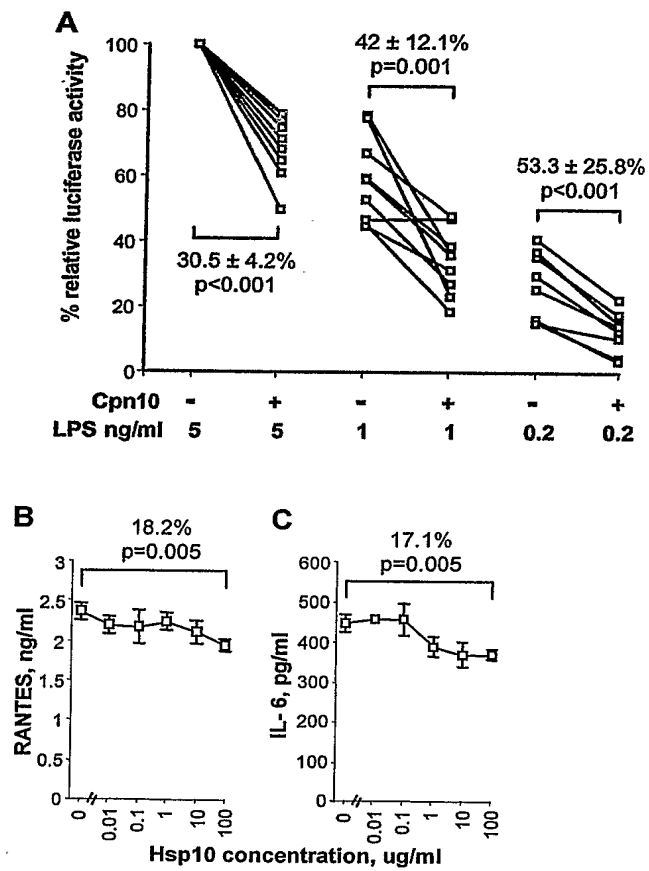 A
% relative luciferase activity
100
80
60
40
20
0
42 ± 12.1%
p=0.001
53.3 ± 25.8%
p<0.001
30.5 ± 4.2%
p<0.001
Cpn10 - + - + - +
LPS ng/ml 5 5 1 1 0.2 0.2
B
18.2%
p=0.005
RANTES, ng/ml
3
2.5
2
1.5
1
0.5
0
0 0.01 0.1 1 10 100
C
17.1%
p=0.005
IL-6, pg/ml
600
500
400
300
200
100
0
0 0.01 0.1 1 10 100
Hsp10 concentration, ug/ml